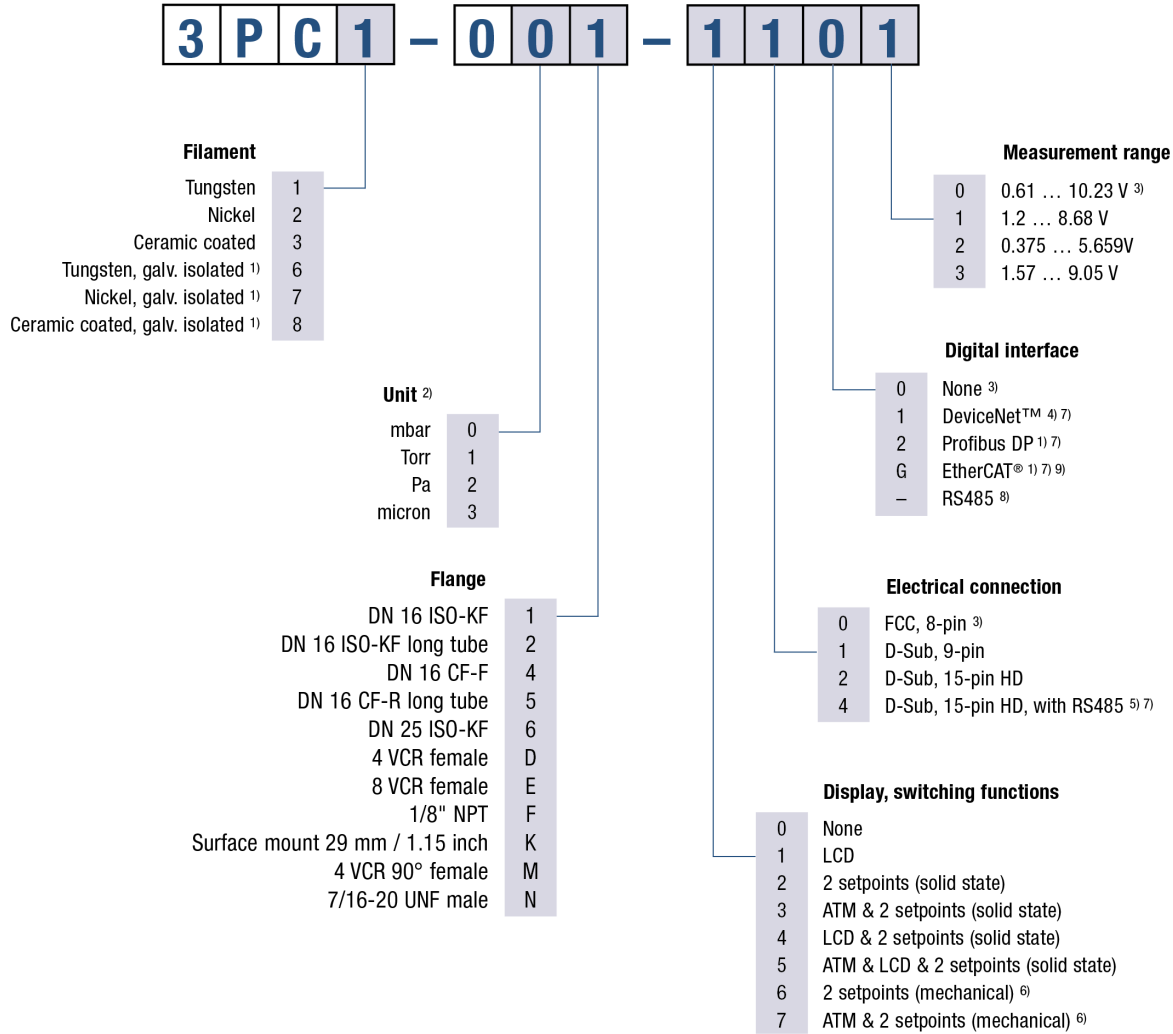 3PC1–001–1101
Filament
Tungsten 1
Nickel 2
Ceramic coated 3
Tungsten, galv. isolated 1) 6
Nickel, galv. isolated 1) 7
Ceramic coated, galv. isolated 1) 8
Unit 2)
mbar 0
Torr 1
Pa 2
micron 3
Flange
DN 16 ISO-KF 1
DN 16 ISO-KF long tube 2
DN 16 CF-F 4
DN 16 CF-R long tube 5
DN 25 ISO-KF 6
4 VCR female D
8 VCR female E
1/8" NPT F
Surface mount 29 mm / 1.15 inch K
4 VCR 90° female M
7/16-20 UNF male N
Measurement range
0 0.61 … 10.23 V 3)
1 1.2 … 8.68 V
2 0.375 … 5.659V
3 1.57 … 9.05 V
Digital interface
0 None 3)
1 DeviceNet™ 4) 7)
2 Profibus DP 1) 7)
G EtherCAT® 1) 7) 9)
– RS485 8)
Electrical connection
0 FCC, 8-pin 3)
1 D-Sub, 9-pin
2 D-Sub, 15-pin HD
4 D-Sub, 15-pin HD, with RS485 5) 7)
Display, switching functions
0 None
1 LCD
2 2 setpoints (solid state)
3 ATM & 2 setpoints (solid state)
4 LCD & 2 setpoints (solid state)
5 ATM & LCD & 2 setpoints (solid state)
6 2 setpoints (mechanical) 6)
7 ATM & 2 setpoints (mechanical) 6)